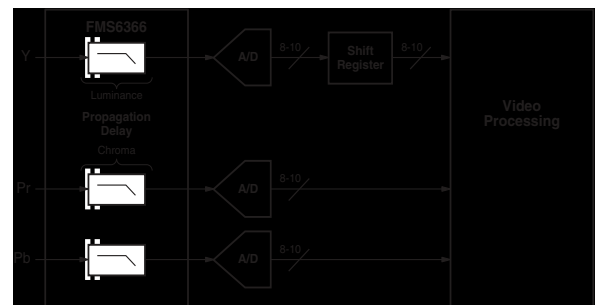 FMS6366
Y
A/D
8-10
Shift
Register
8-10
Luminance
Propagation
Delay
Chroma
Video
Processing
Pr
A/D
8-10
Pb
A/D
8-10